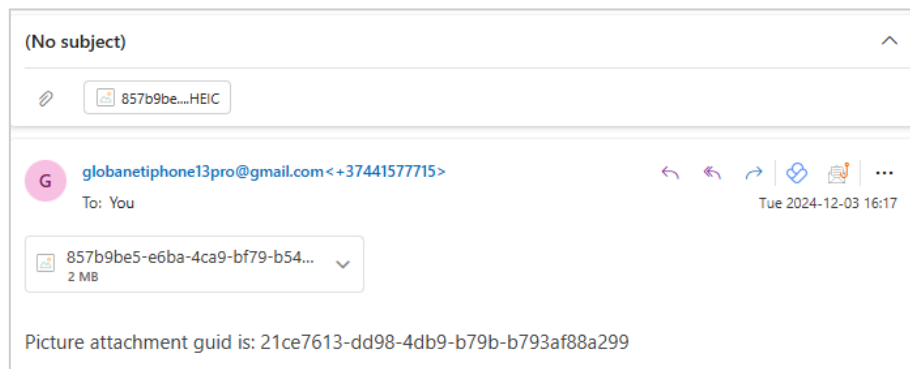 (No subject)
857b9be....HEIC
G
globanetiphone13pro@gmail.com<+37441577715>
To: You
Tue 2024-12-03 16:17
857b9be5-e6ba-4ca9-bf79-b54...
2 MB
Picture attachment guid is: 21ce7613-dd98-4db9-b79b-b793af88a299